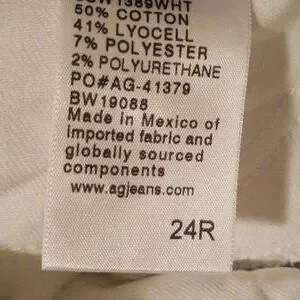 1389WHT
50% COTTON
41% LYOCELL
7% POLYESTER
2% POLYURETHANE
PO#AG-41379
BW19088
Made in Mexico of
imported fabric and
globally sourced
components
www.agjeans.com
24R